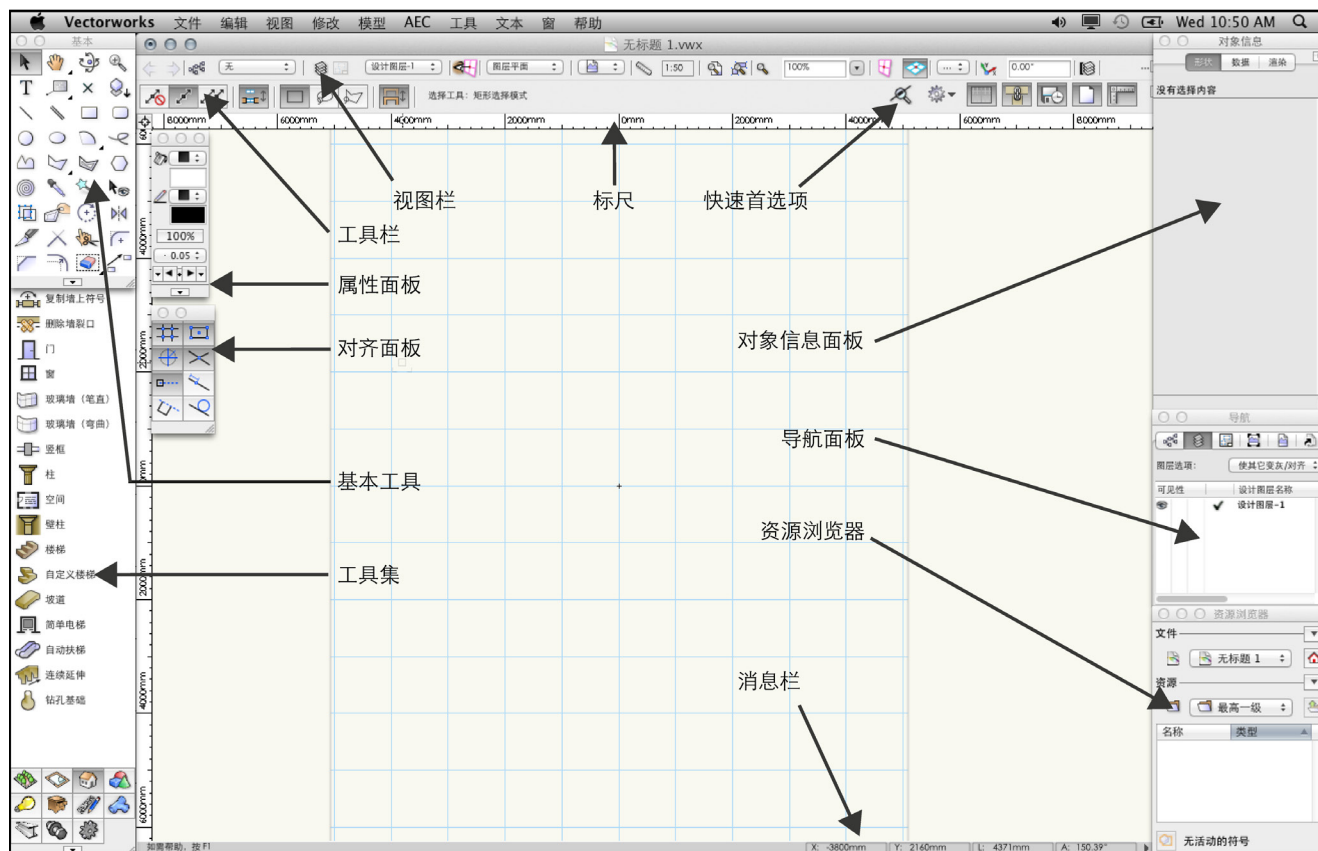 Vectorworks 文件 编辑 视图 修改 模型 AEC 工具 文本 窗 帮助 Wed 10:50 AM
基本
无标题 1.vwx
对象信息
无 设计图层-1 图层平面 1:50 100% ... 0.00°
形状 数据 渲染
选择工具：矩形选择模式
没有选择内容
8000mm 6000mm 4000mm 2000mm 0mm 2000mm 4000mm 6000mm 8000mm
T
视图栏 标尺 快速首选项
工具栏
100%
0.05
属性面板
对齐面板
对象信息面板
4000mm
2000mm
2000mm
4000mm
6000mm
复制墙上符号
删除墙裂口
门
窗
玻璃墙（笔直）
玻璃墙（弯曲）
竖框
柱
空间
壁柱
楼梯
自定义楼梯
坡道
简单电梯
自动扶梯
连续延伸
钻孔基础
基本工具
工具集
导航面板
资源浏览器
消息栏
导航
图层选项: 使其它变灰/对齐
可见性 设计图层名称
设计图层-1
资源浏览器
文件
无标题 1
资源
最高一级
名称 类型
无活动的符号
如需帮助，按 F1
X: -3800mm Y: 2160mm L: 4371mm A: 150.39°